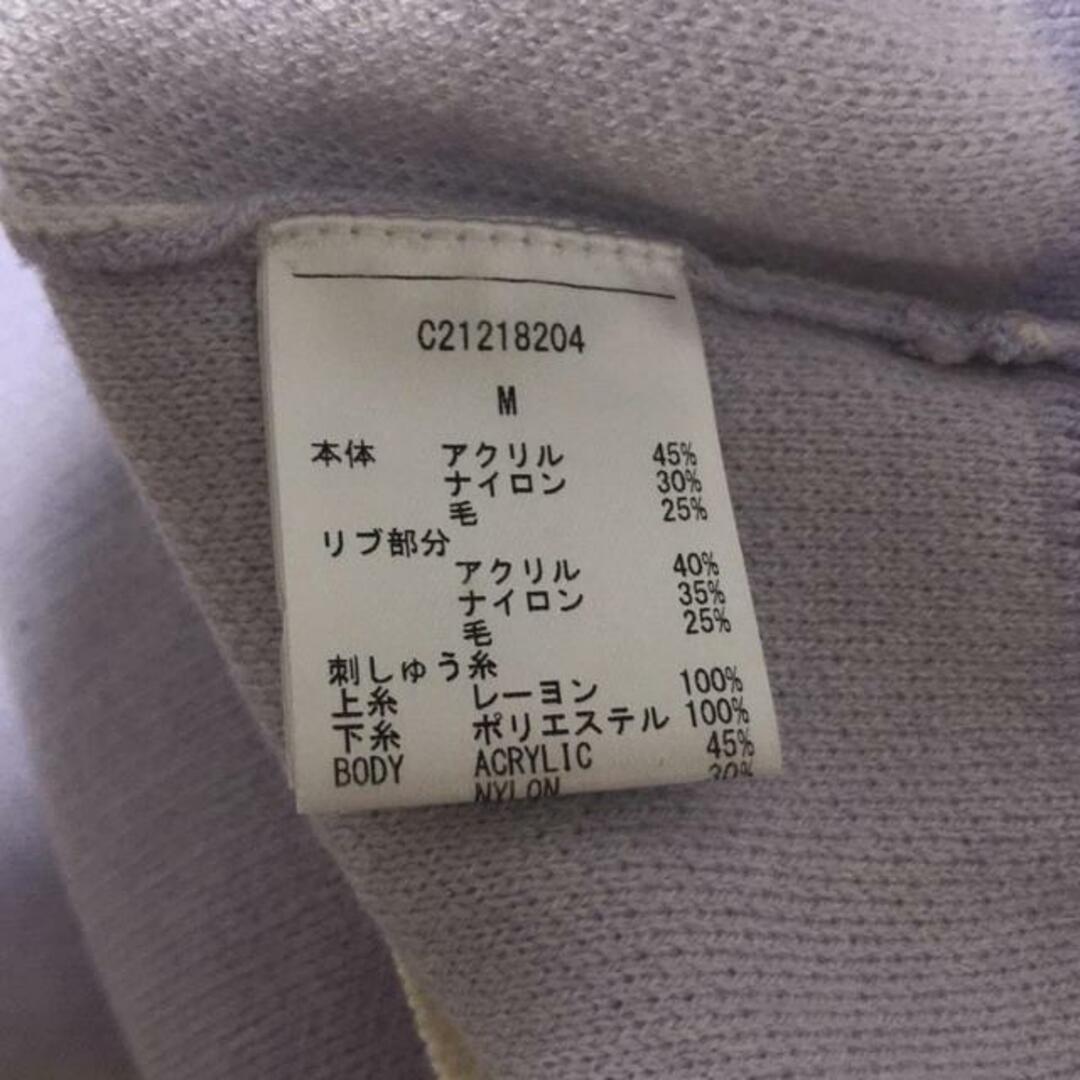 C21218204
M
本体 アクリル 45%
ナイロン 30%
毛 25%
リブ部分
アクリル 40%
ナイロン 35%
毛 25%
刺しゅう糸
上糸 レーヨン 100%
下糸 ポリエステル 100%
BODY ACRYLIC 45%
NYLON 30%